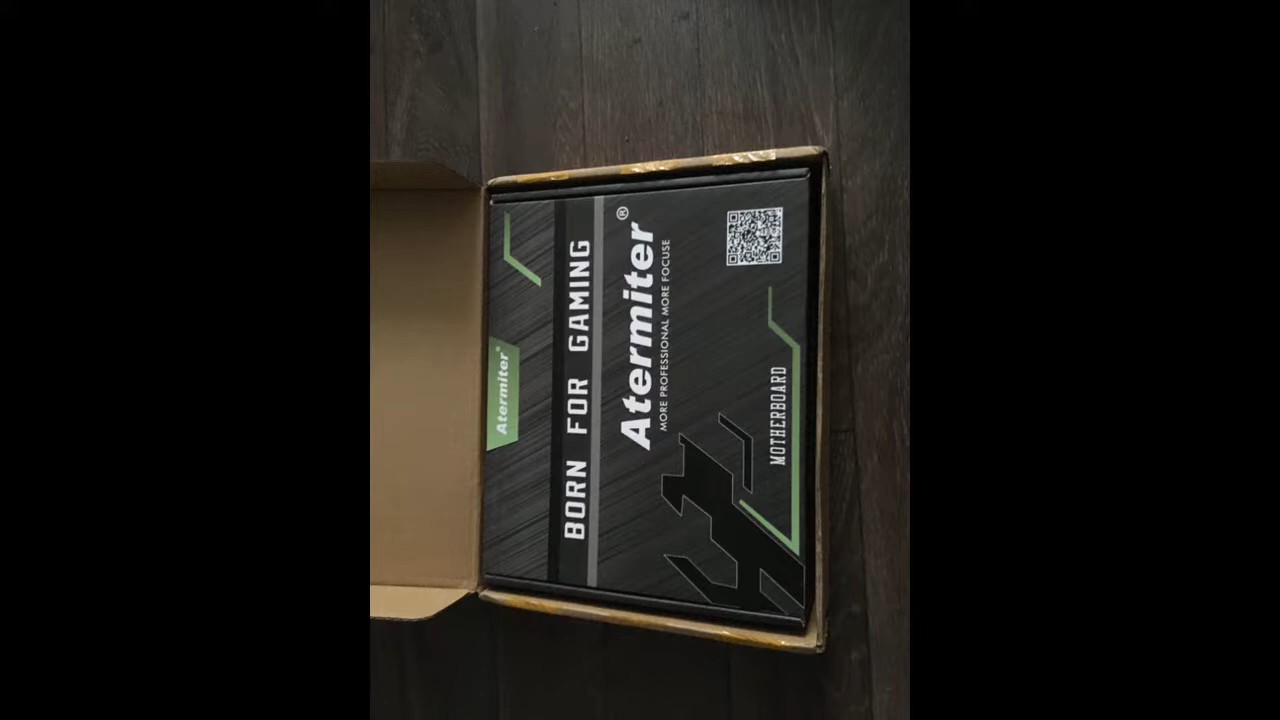 Atermiter®
BORN FOR GAMING
Atermiter®
MORE PROFESSIONAL MORE FOCUSE
MOTHERBOARD